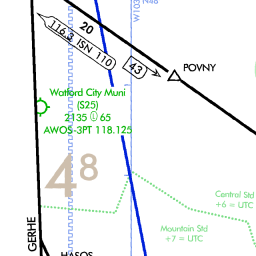 20
116.3 ISN 110
43
W103°
POVNY
Watford City Muni
(S25)
2135 Ⓛ 65
AWOS-3PT 118.125
4⁸
Central Std
+6 = UTC
Mountain Std
+7 = UTC
GERHE
HASOS